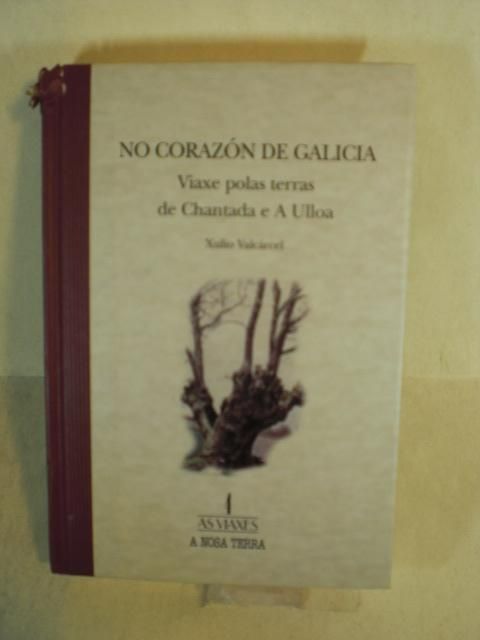 NO CORAZÓN DE GALICIA
Viaxe polas terras
de Chantada e A Ulloa
Xulio Valcárcel
AS VIAXES
A NOSA TERRA